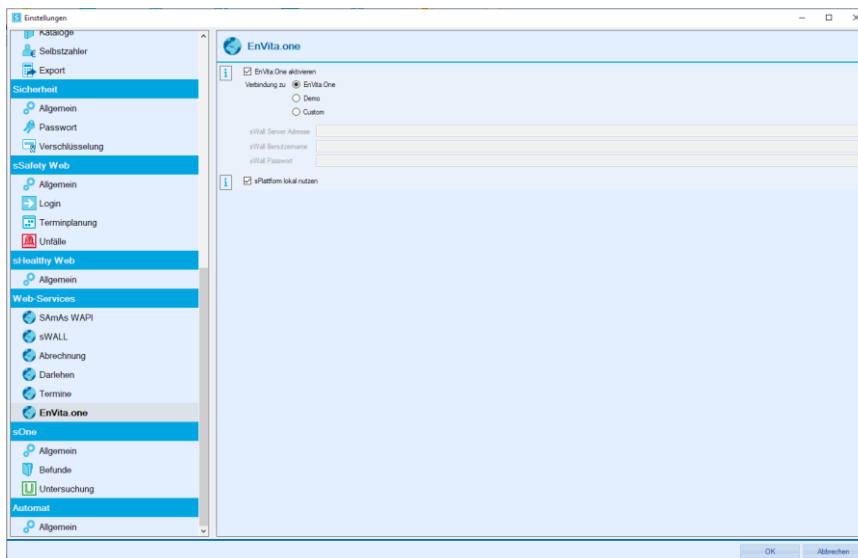 Einstellungen
Kataloge
Selbstzahler
Export
Sicherheit
Allgemein
Passwort
Verschlüsselung
sSafety Web
Allgemein
Login
Terminplanung
Unfälle
sHealthy Web
Allgemein
Web-Services
SAmAs WAPI
sWALL
Abrechnung
Darlehen
Termine
EnVita.one
sOne
Allgemein
Befunde
Untersuchung
Automat
Allgemein
EnVita.one
EnVita.One aktivieren
Verbindung zu EnVita.One
Demo
Custom
sWall Server Adresse
sWall Benutzername
sWall Passwort
sPlattform lokal nutzen
OK Abbrechen